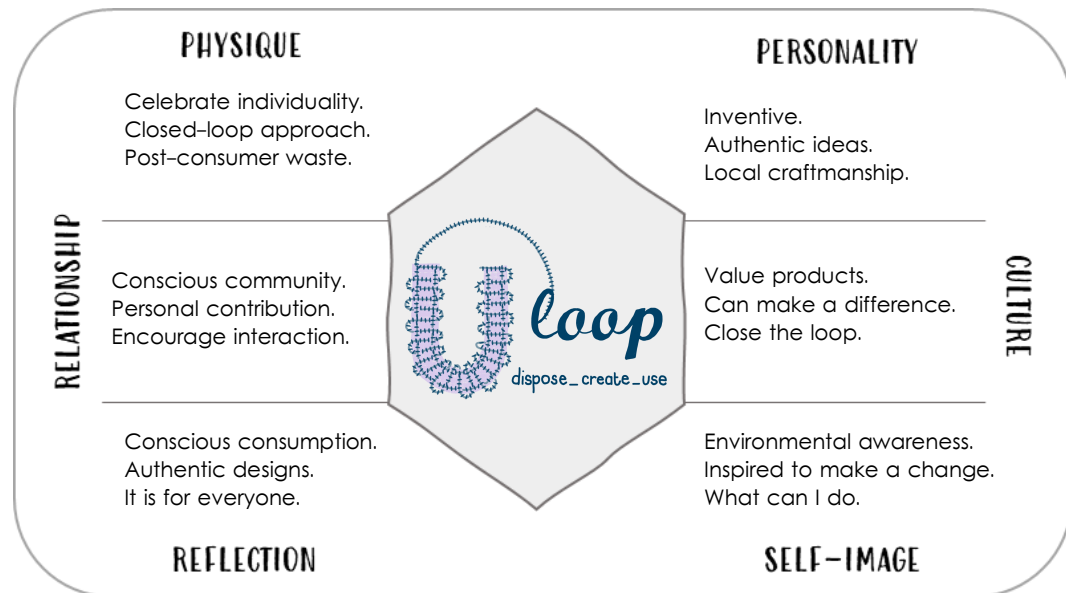 PHYSIQUE
Celebrate individuality.
Closed-loop approach.
Post-consumer waste.
PERSONALITY
Inventive.
Authentic ideas.
Local craftmanship.
RELATIONSHIP
Conscious community.
Personal contribution.
Encourage interaction.
U loop
dispose_create_use
Value products.
Can make a difference.
Close the loop.
CULTURE
Conscious consumption.
Authentic designs.
It is for everyone.
REFLECTION
Environmental awareness.
Inspired to make a change.
What can I do.
SELF-IMAGE